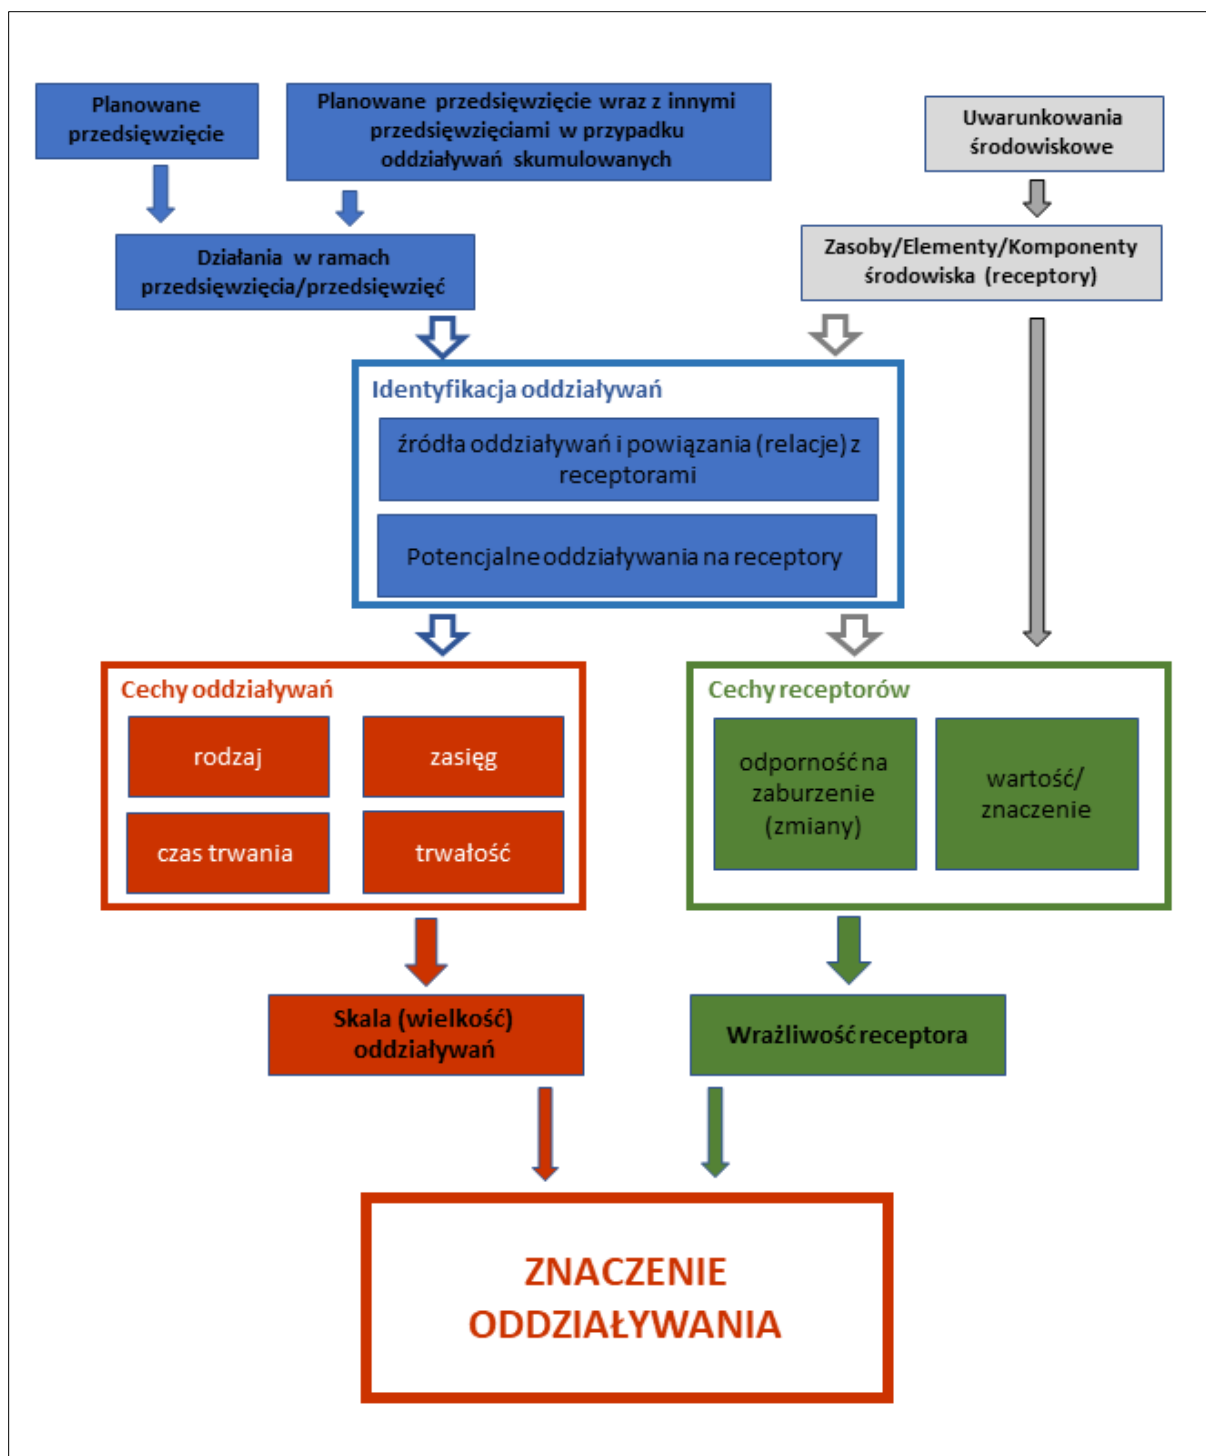 Planowane
przedsięwzięcie
Planowane przedsięwzięcie wraz z innymi
przedsięwzięciami w przypadku
oddziaływań skumulowanych
Uwarunkowania
środowiskowe
Działania w ramach
przedsięwzięcia/przedsięwzięć
Zasoby/Elementy/Komponenty
środowiska (receptory)
Identyfikacja oddziaływań
źródła oddziaływań i powiązania (relacje) z
receptorami
Potencjalne oddziaływania na receptory
Cechy oddziaływań
rodzaj
zasięg
czas trwania
trwałość
Cechy receptorów
odporność na
zaburzenie
(zmiany)
wartość/
znaczenie
Skala (wielkość)
oddziaływań
Wrażliwość receptora
ZNACZENIE
ODDZIAŁYWANIA